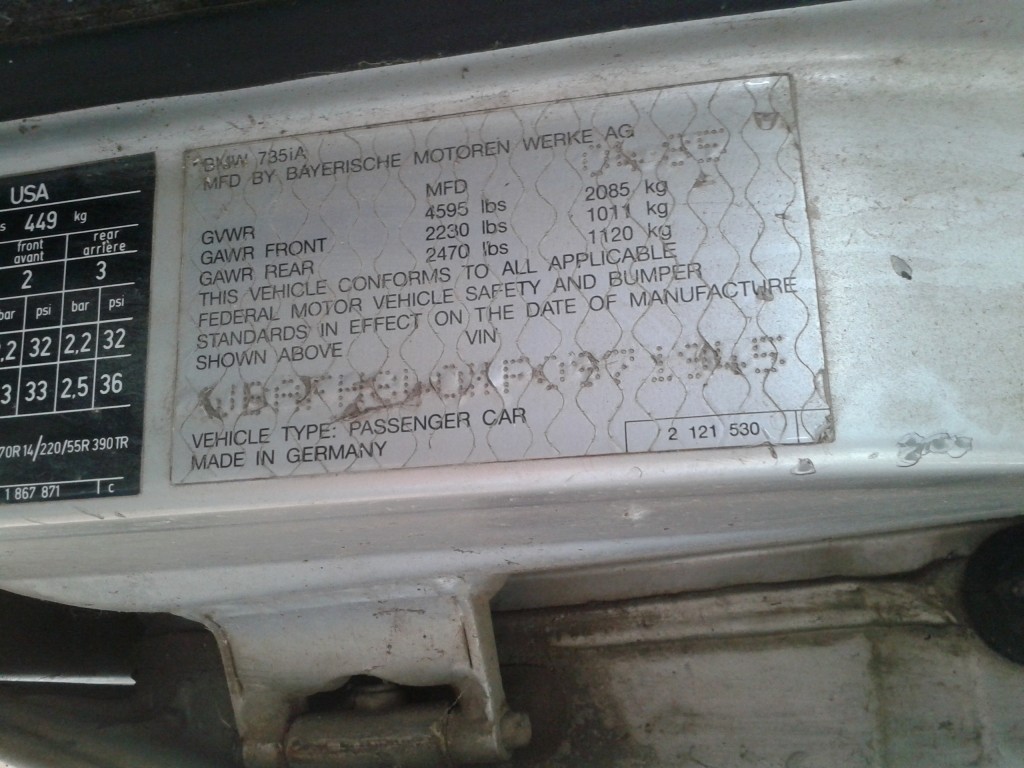 USA
449 kg
front rear
avant arrière
2 3
bar psi bar psi
2,2 32 2,2 32
33 2,5 36
70R 14/220/55R 390TR
1 867 871 C
BMW 735iA
MFD BY BAYERISCHE MOTOREN WERKE AG
MFD
GVWR 4595 lbs 2085 kg
GAWR FRONT 2230 lbs 1011 kg
GAWR REAR 2470 lbs 1120 kg
THIS VEHICLE CONFORMS TO ALL APPLICABLE
FEDERAL MOTOR VEHICLE SAFETY AND BUMPER
STANDARDS IN EFFECT ON THE DATE OF MANUFACTURE
SHOWN ABOVE VIN
VEHICLE TYPE: PASSENGER CAR
MADE IN GERMANY
2 121 530